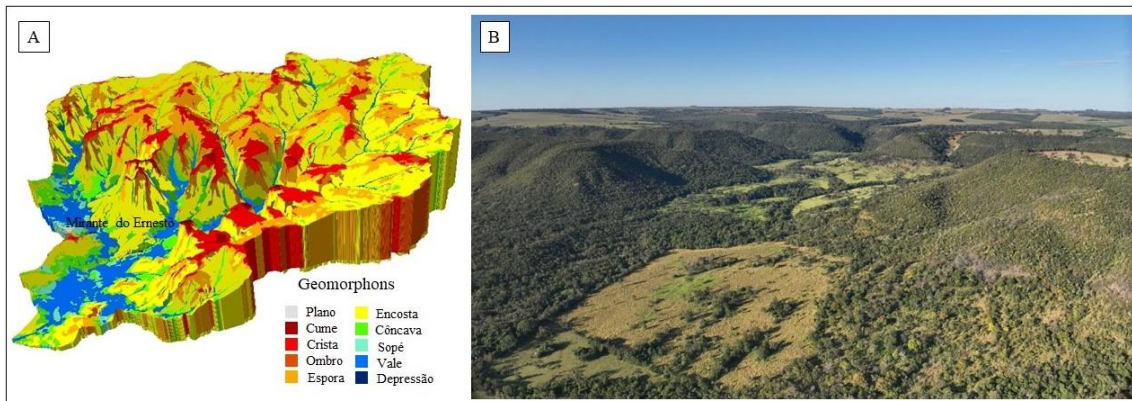 A
B
Mirante do Ernesto
Geomorphons
Plano
Cume
Crista
Ombro
Espora
Encosta
Côncava
Sopé
Vale
Depressão